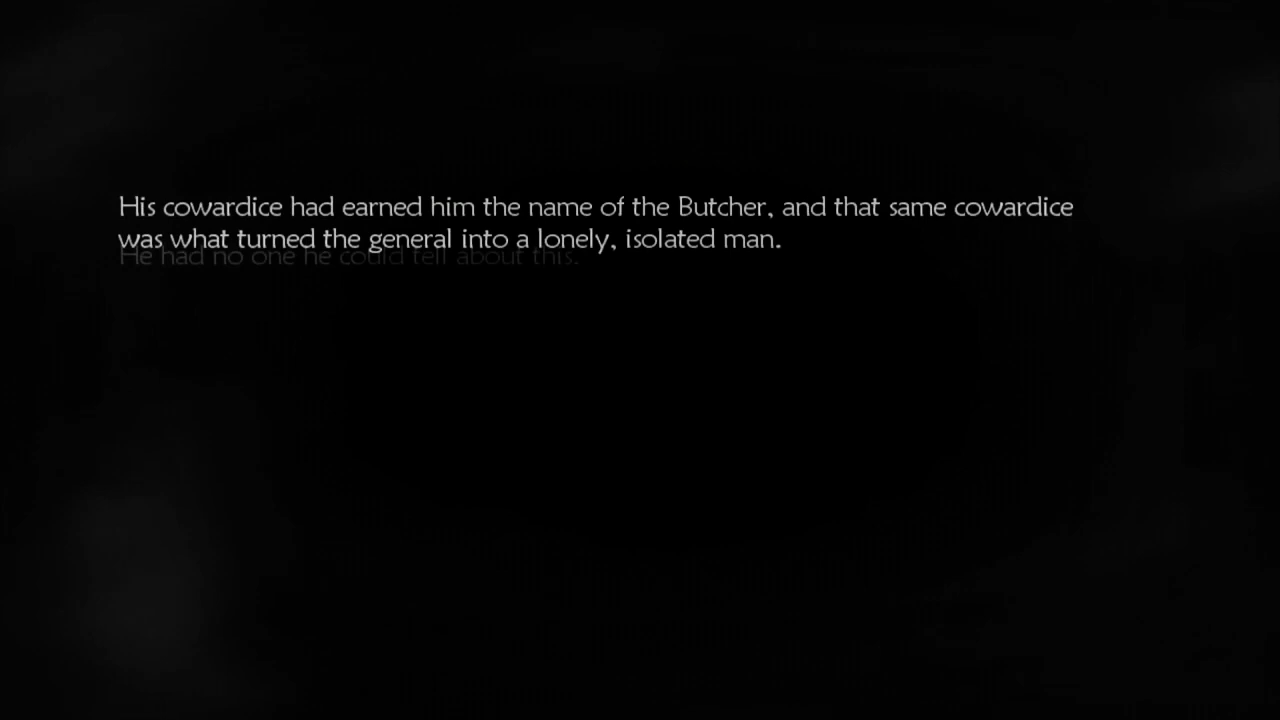 His cowardice had earned him the name of the Butcher, and that same cowardice
was what turned the general into a lonely, isolated man.
He had no one he could tell about this.